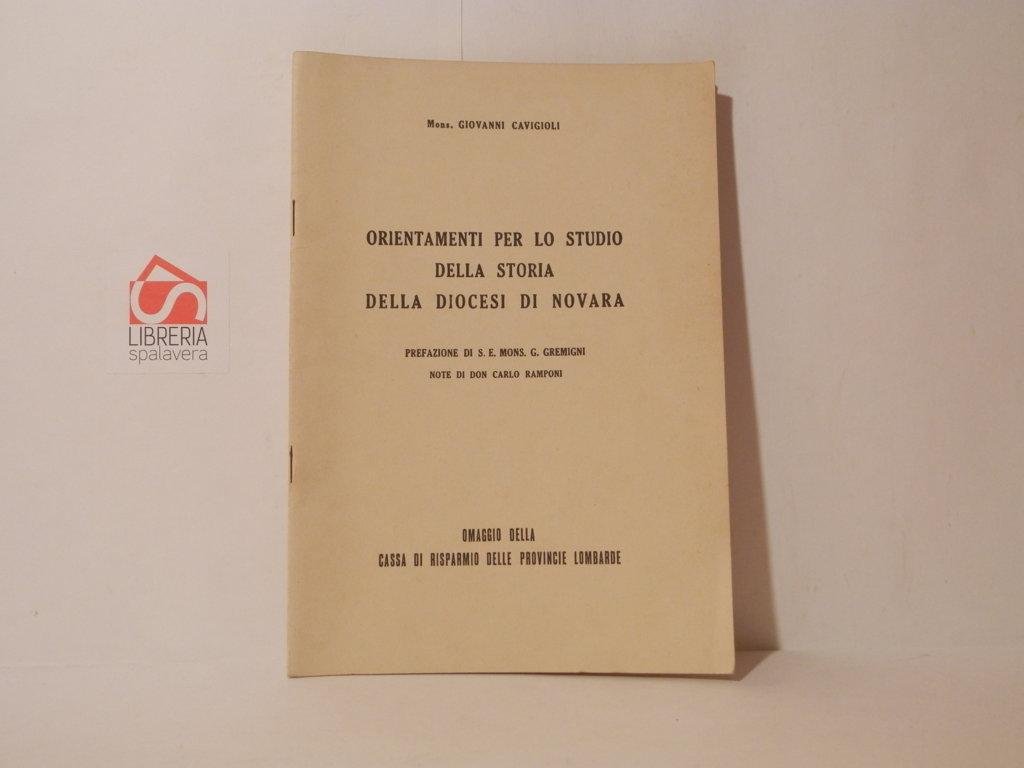 Mons. GIOVANNI CAVIGIOLI
ORIENTAMENTI PER LO STUDIO
DELLA STORIA
DELLA DIOCESI DI NOVARA
PREFAZIONE DI S. E. MONS. G. GREMIGNI
NOTE DI DON CARLO RAMPONI
OMAGGIO DELLA
CASSA DI RISPARMIO DELLE PROVINCIE LOMBARDE
LIBRERIA
spalavera